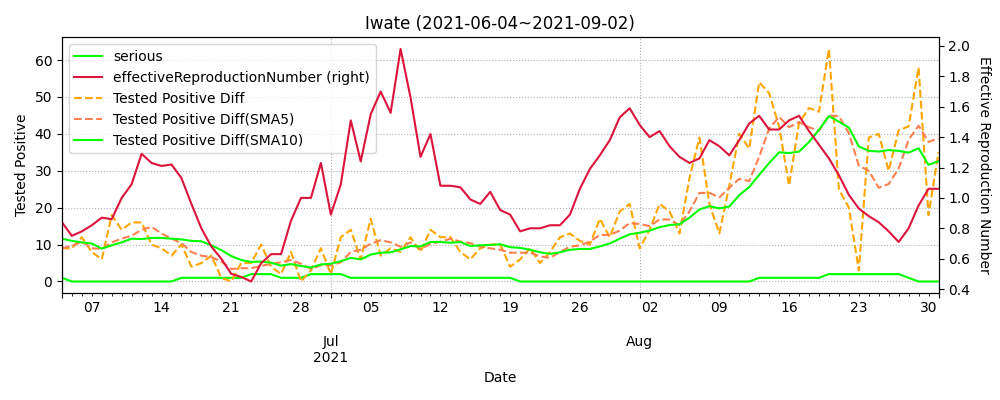 Iwate (2021-06-04~2021-09-02)
serious
effectiveReproductionNumber (right)
Tested Positive Diff
Tested Positive Diff(SMA5)
Tested Positive Diff(SMA10)
Tested Positive
60
50
40
30
20
10
0
2.0
1.8
1.6
1.4
1.2
1.0
0.8
0.6
0.4
Effective Reproduction Number
07 14 21 28 05 12 19 26 02 09 16 23 30
Jul Aug
2021
Date